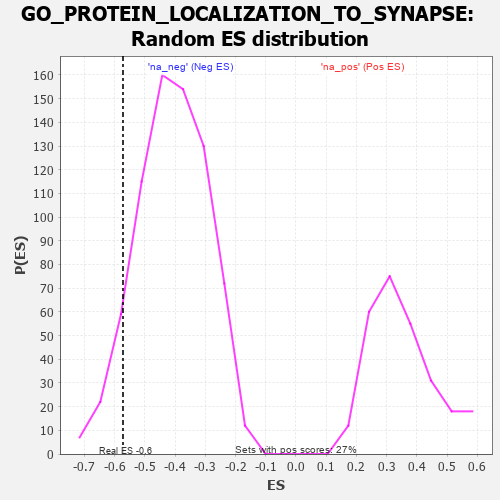 GO_PROTEIN_LOCALIZATION_TO_SYNAPSE:
Random ES distribution
'na_neg' (Neg ES) 'na_pos' (Pos ES)
160
150
140
130
120
110
100
90
80
70
60
50
40
30
20
10
0
P(ES)
Real ES -0,6 Sets with pos scores: 27%
-0.7 -0.6 -0.5 -0.4 -0.3 -0.2 -0.1 0.0 0.1 0.2 0.3 0.4 0.5 0.6
ES